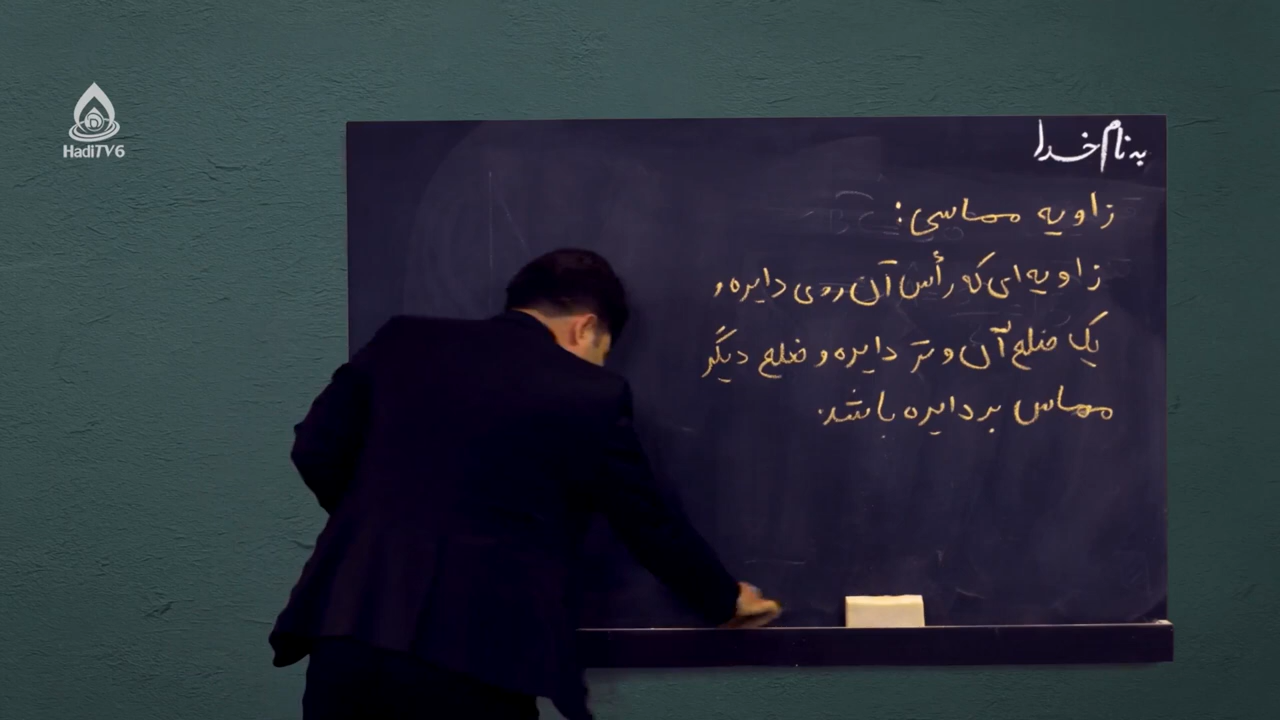 به نام خدا
زاویه مماسی:
زاویه‌ای که رأس آن روی دایره و
یک ضلع آن وتر دایره و ضلع دیگر
مماس بر دایره باشد.
HadiTV6